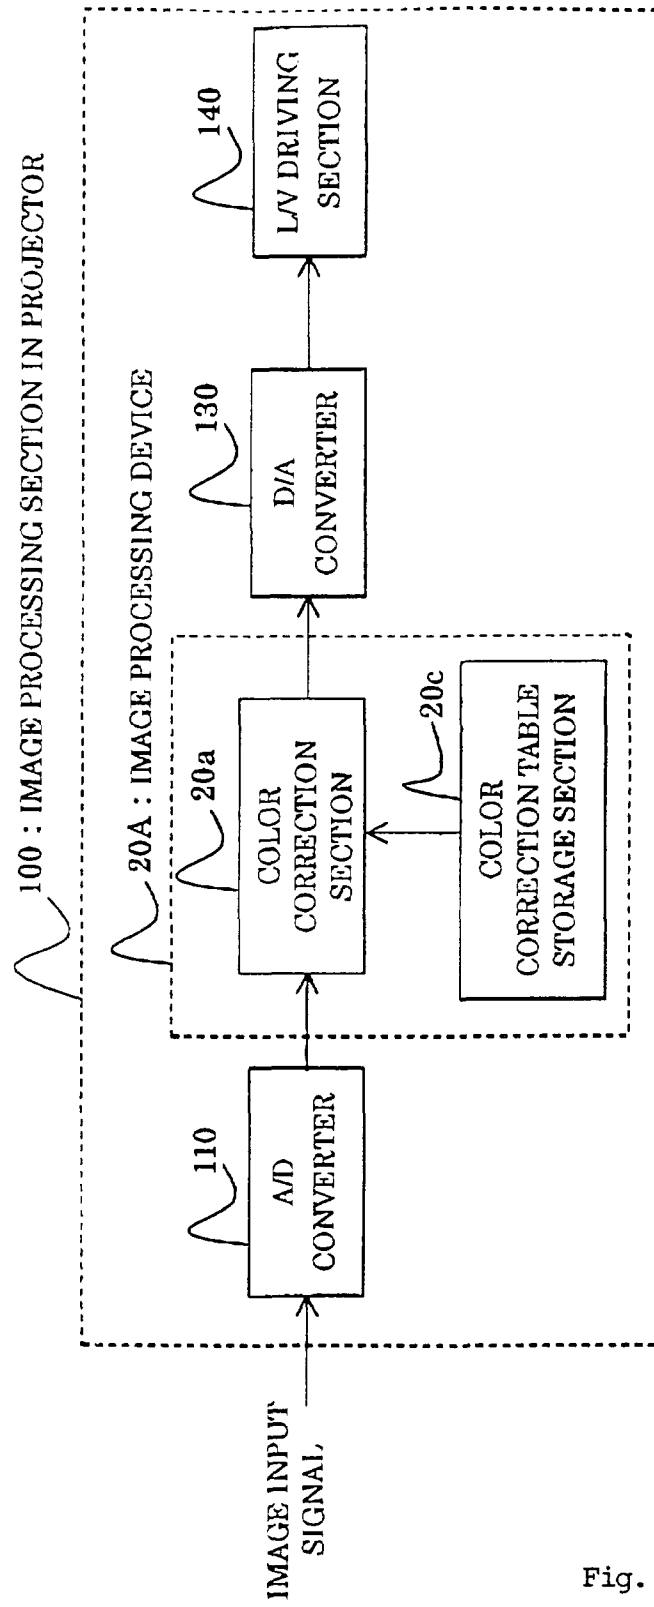 100 : IMAGE PROCESSING SECTION IN PROJECTOR
20A : IMAGE PROCESSING DEVICE
IMAGE INPUT
SIGNAL
110
A/D
CONVERTER
20a
COLOR
CORRECTION
SECTION
20c
COLOR
CORRECTION TABLE
STORAGE SECTION
130
D/A
CONVERTER
140
L/V DRIVING
SECTION
Fig.